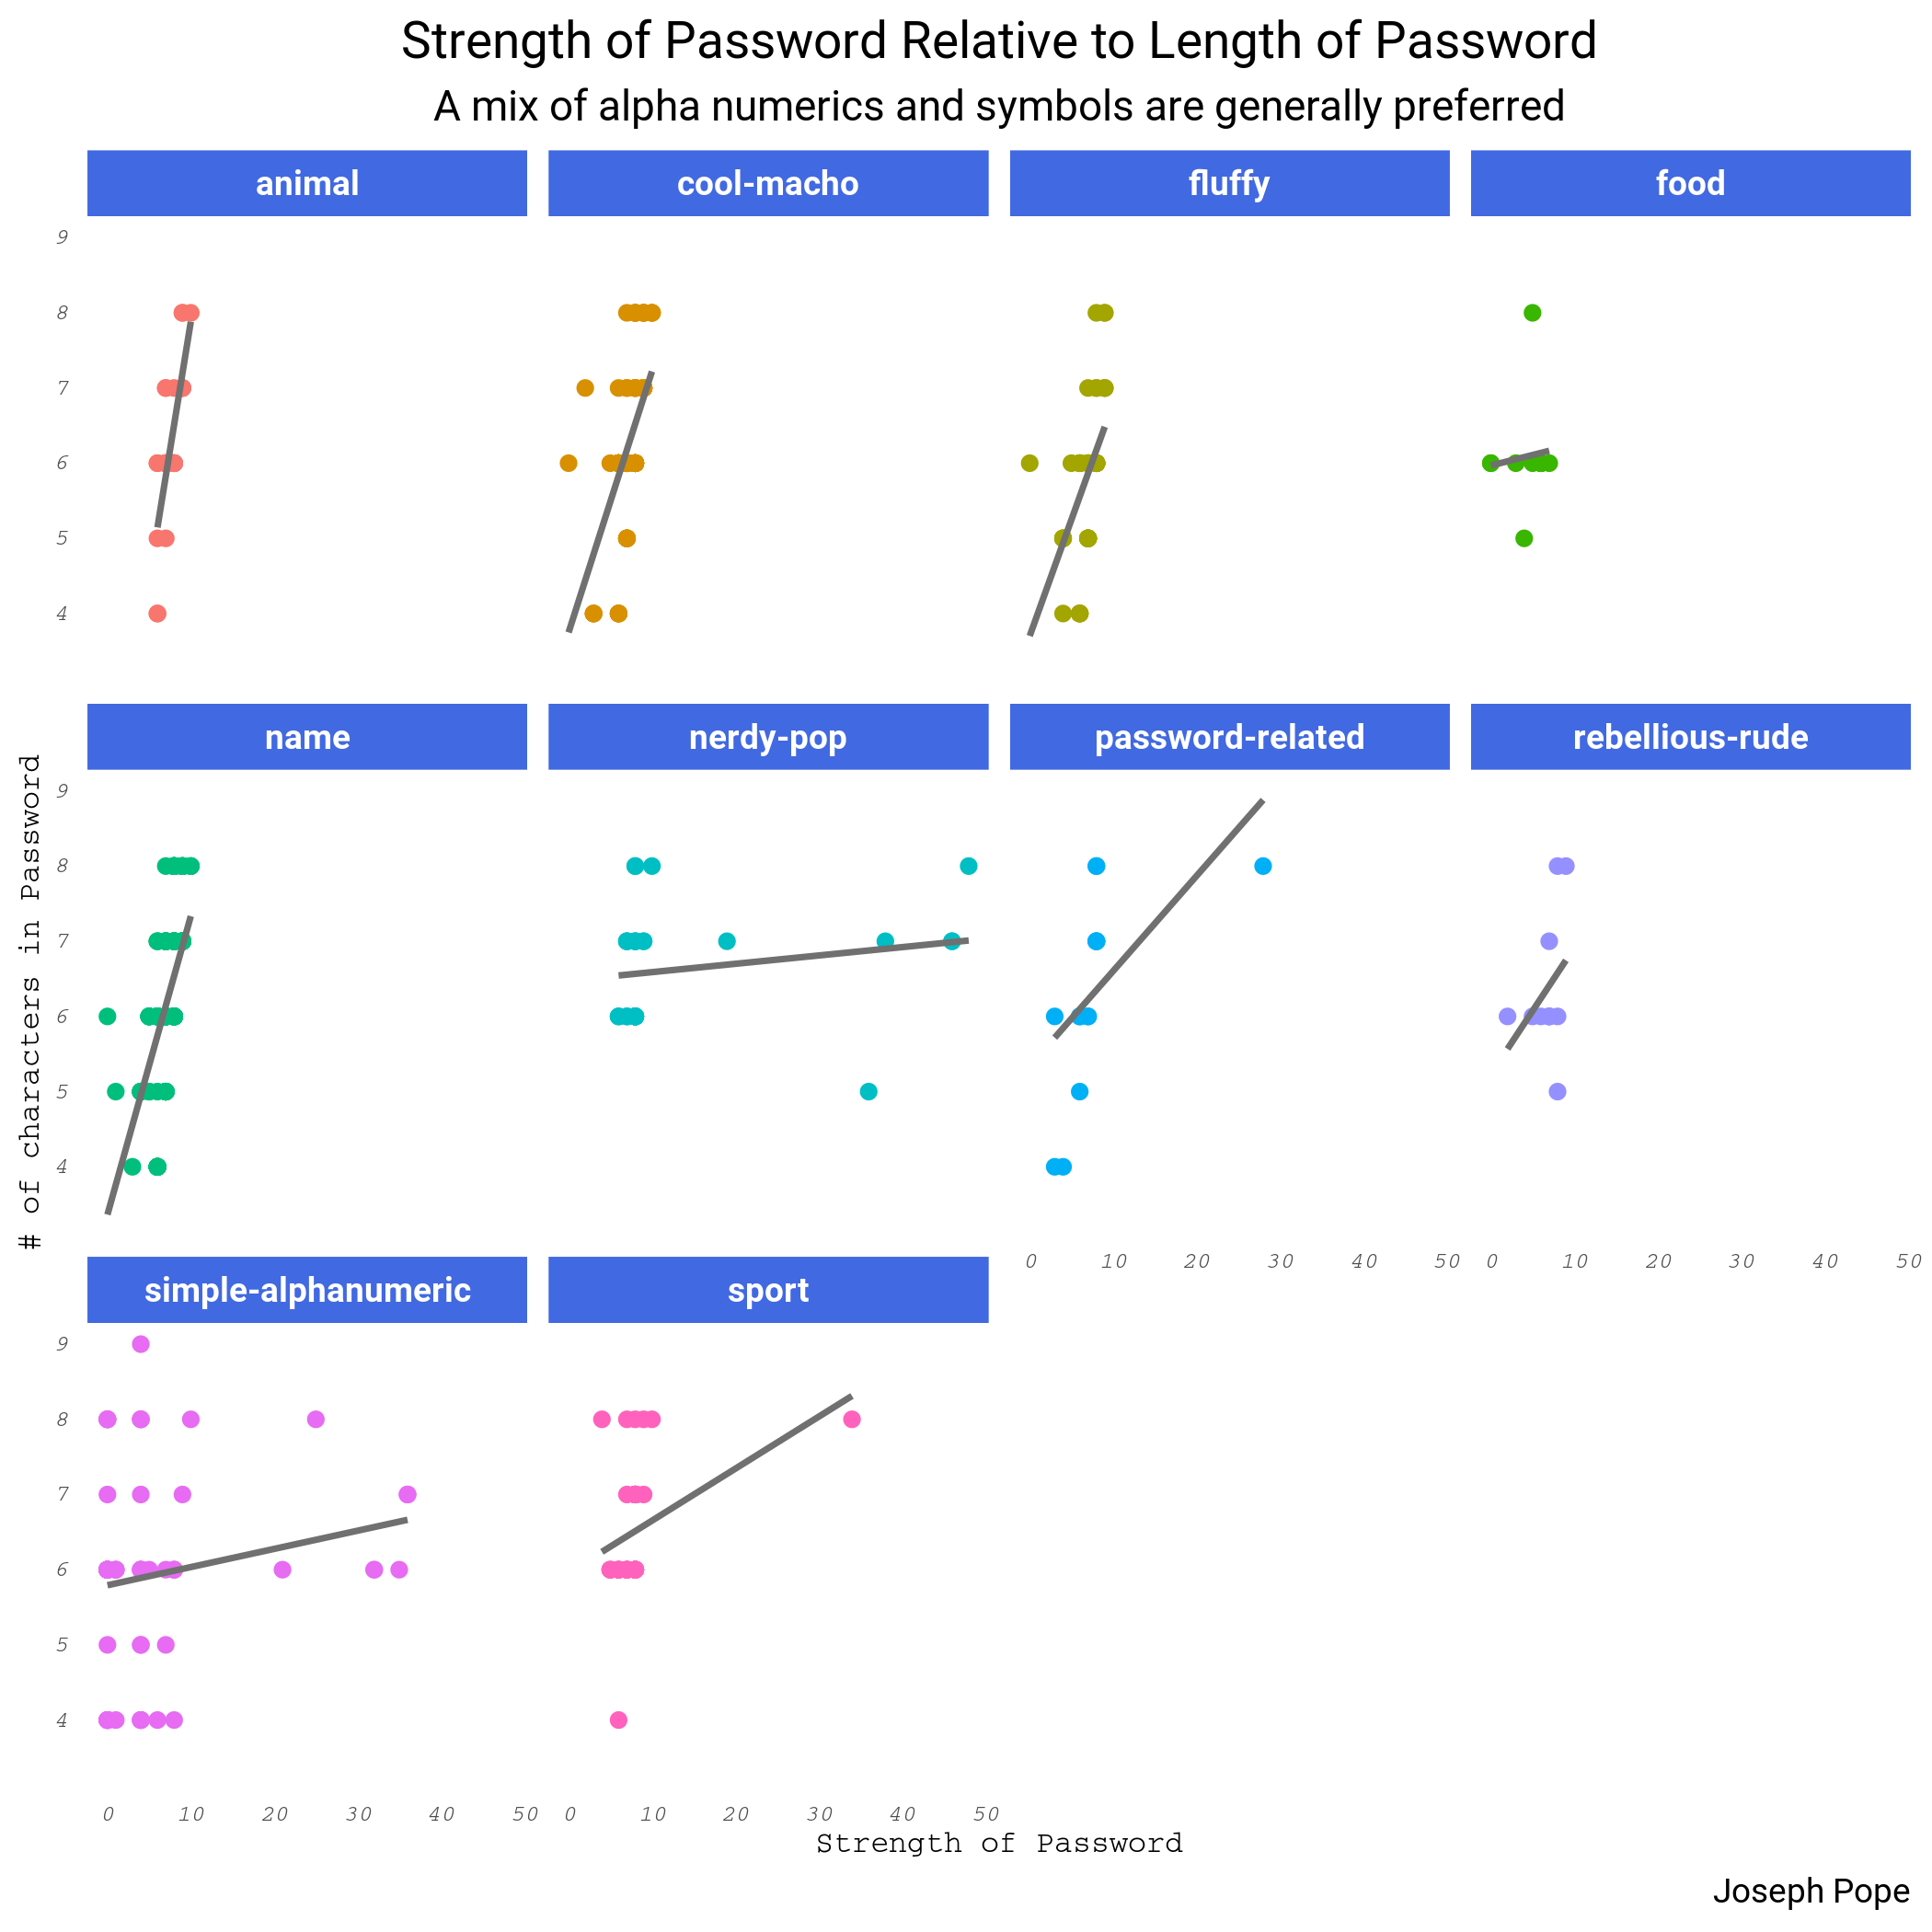 Strength of Password Relative to Length of Password
A mix of alpha numerics and symbols are generally preferred
animal cool-macho fluffy food
9
8
7
6
5
4
name nerdy-pop password-related rebellious-rude
9
8
7
6
5
4
# of characters in Password
0 10 20 30 40 50 0 10 20 30 40 50
simple-alphanumeric sport
9
8
7
6
5
4
0 10 20 30 40 50 0 10 20 30 40 50
Strength of Password
Joseph Pope